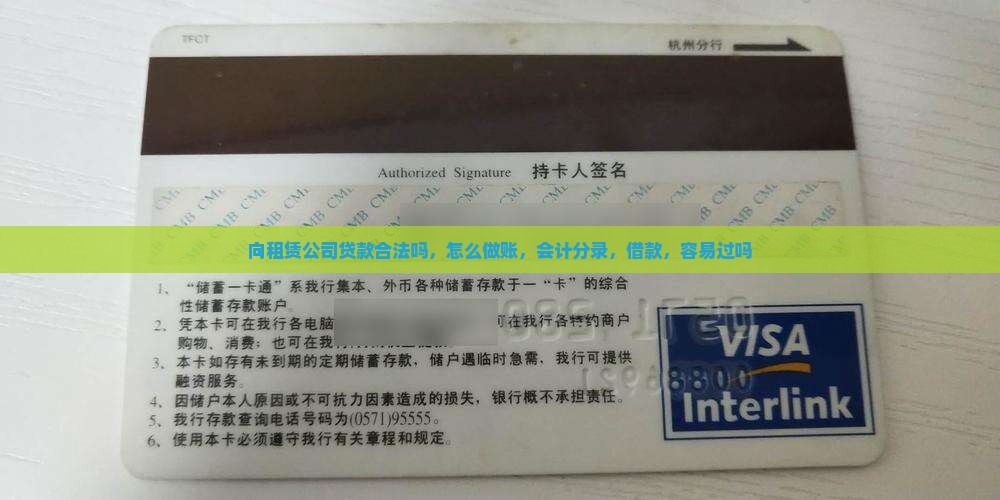 TFCT
杭州分行
Authorized Signature 持卡人签名
CMB CMB CMB CMB CMB
向租赁公司贷款合法吗，怎么做账，会计分录，借款，容易过吗
1、“储蓄一卡通”系我行集本、外币各种储蓄存款于一“卡”的综合
性储蓄存款账户
2、凭本卡可在我行各电脑 可在我行各特约商户
购物、消费；也可在我
3、本卡如存有未到期的定期储蓄存款，储户遇临时急需，我行可提供
融资服务。
4、因储户本人原因或不可抗力因素造成的损失，银行概不承担责任。
5、我行存款查询电话号码为(0571)95555。
6、使用本卡必须遵守我行有关章程和规定。
VISA
Interlink